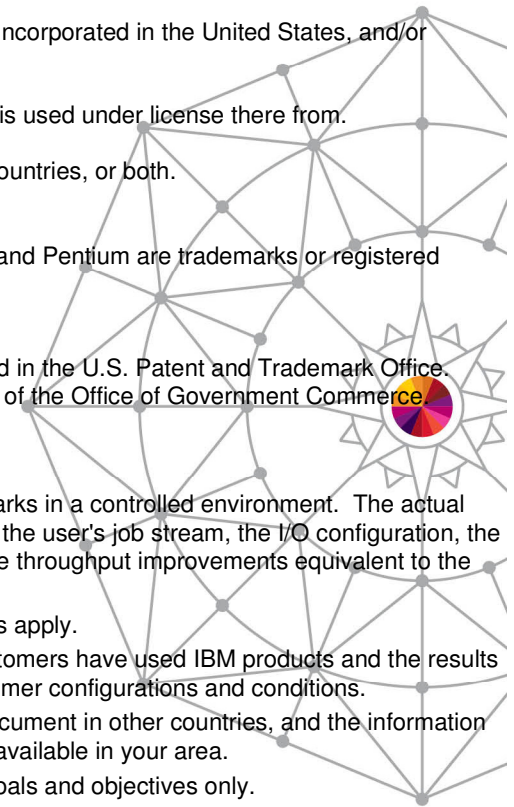 ncorporated in the United States, and/or
is used under license there from.
ountries, or both.
and Pentium are trademarks or registered
d in the U.S. Patent and Trademark Office.
of the Office of Government Commerce.
arks in a controlled environment. The actual
the user's job stream, the I/O configuration, the
e throughput improvements equivalent to the
s apply.
tomers have used IBM products and the results
mer configurations and conditions.
cument in other countries, and the information
available in your area.
oals and objectives only.